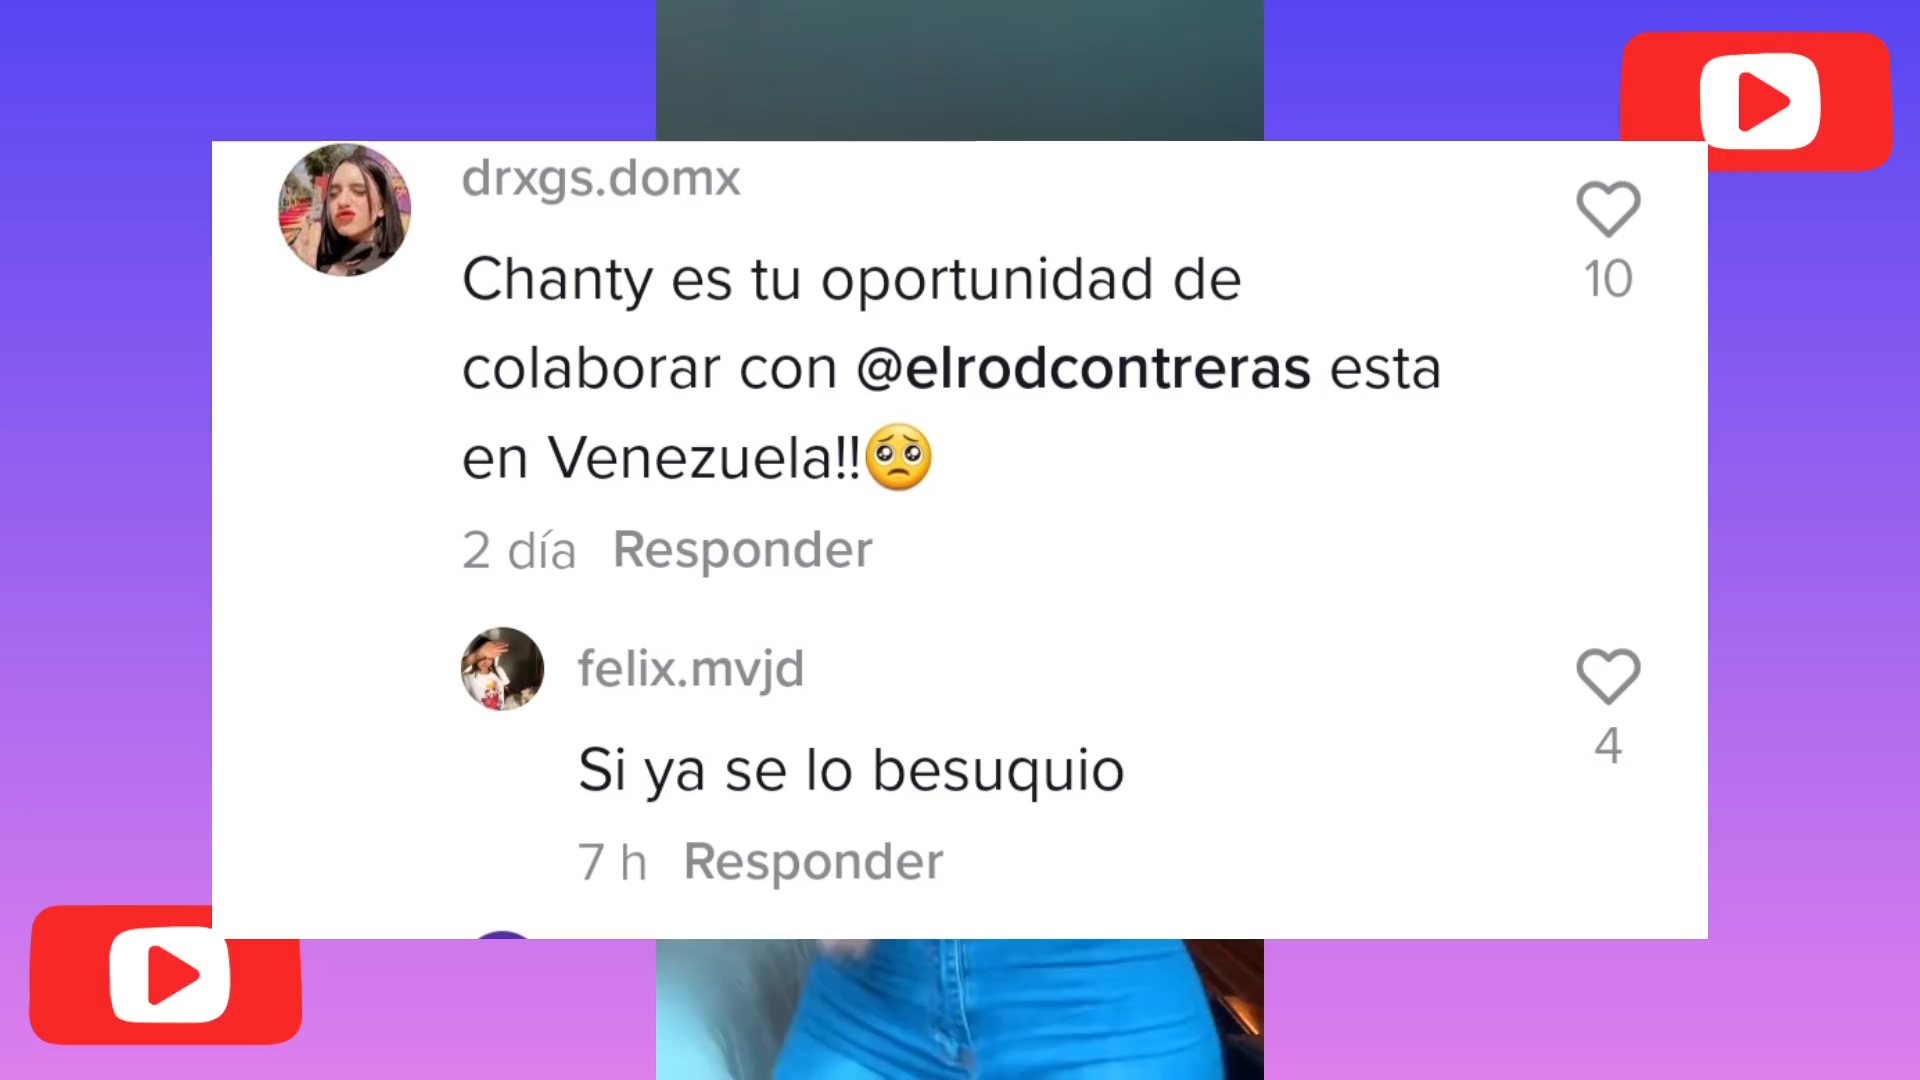 drxgs.domx
10
Chanty es tu oportunidad de
colaborar con @elrodcontreras esta
en Venezuela!!🥺
2 día Responder
felix.mvjd
4
Si ya se lo besuquio
7 h Responder